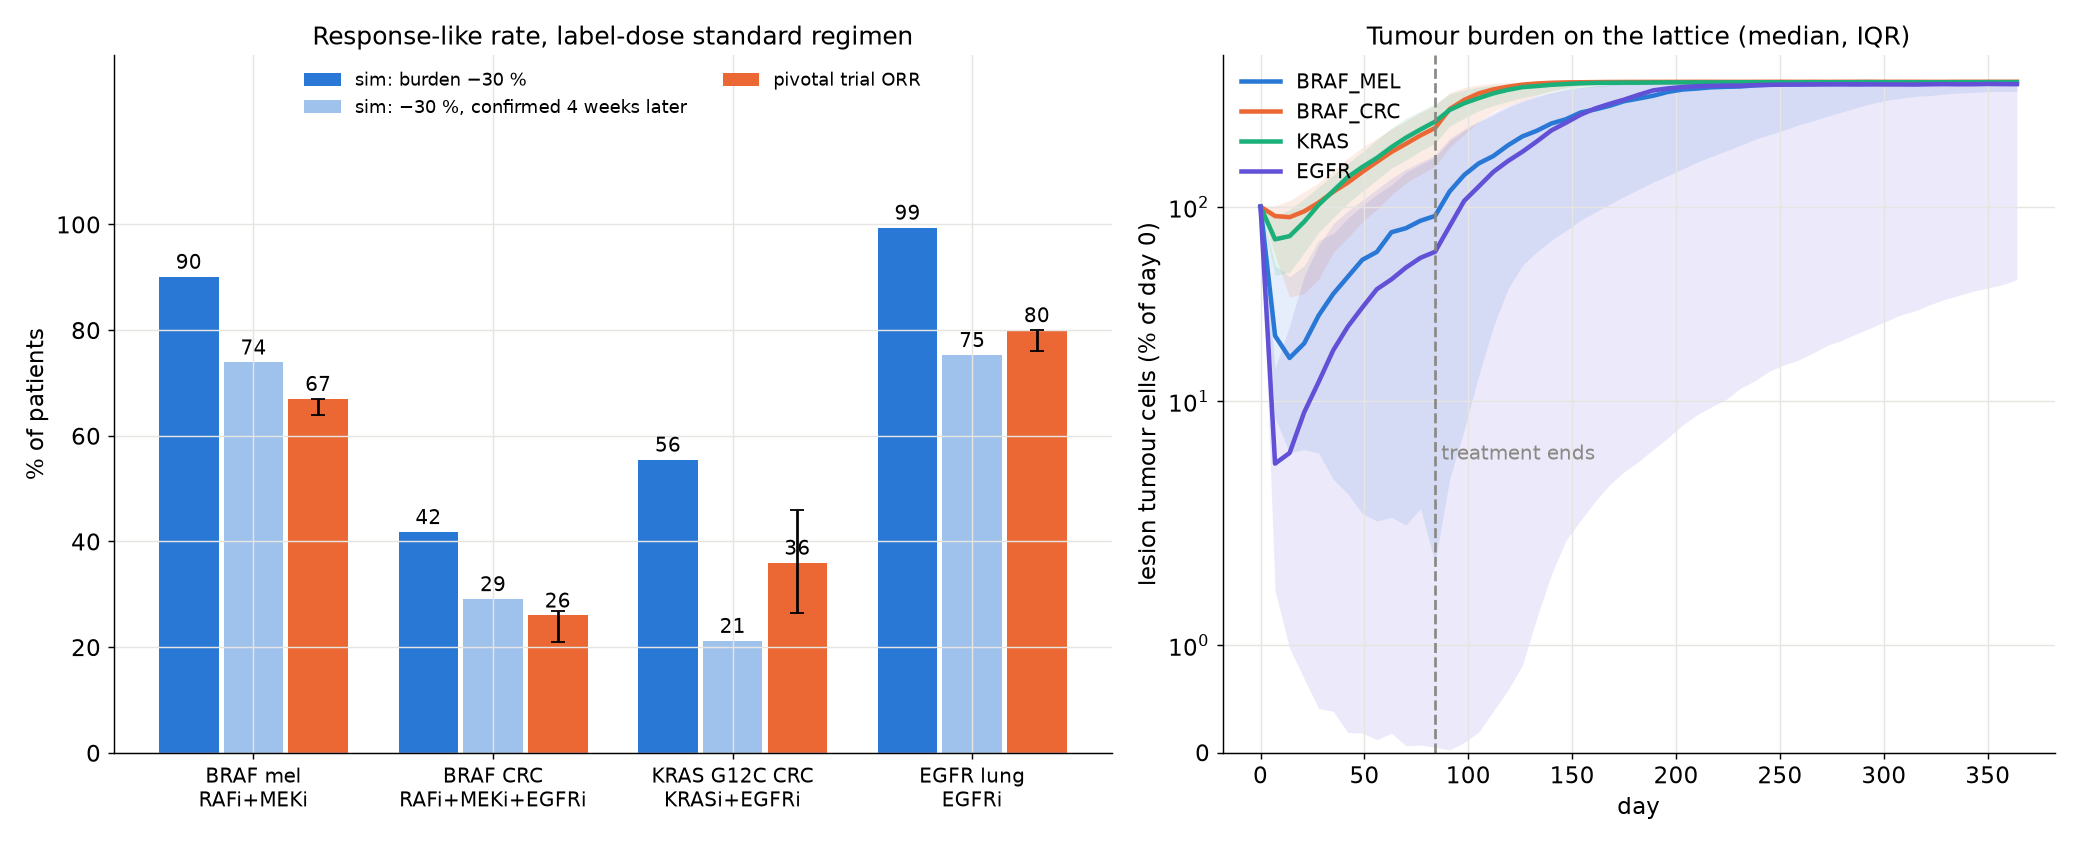 Response-like rate, label-dose standard regimen
sim: burden −30 %
sim: −30 %, confirmed 4 weeks later
pivotal trial ORR
% of patients
100
80
60
40
20
0
90
74
67
42
29
26
56
21
36
99
75
80
BRAF mel
RAFi+MEKi
BRAF CRC
RAFi+MEKi+EGFRi
KRAS G12C CRC
KRASi+EGFRi
EGFR lung
EGFRi
Tumour burden on the lattice (median, IQR)
BRAF_MEL
BRAF_CRC
KRAS
EGFR
lesion tumour cells (% of day 0)
10²
10¹
10⁰
0
treatment ends
0 50 100 150 200 250 300 350
day